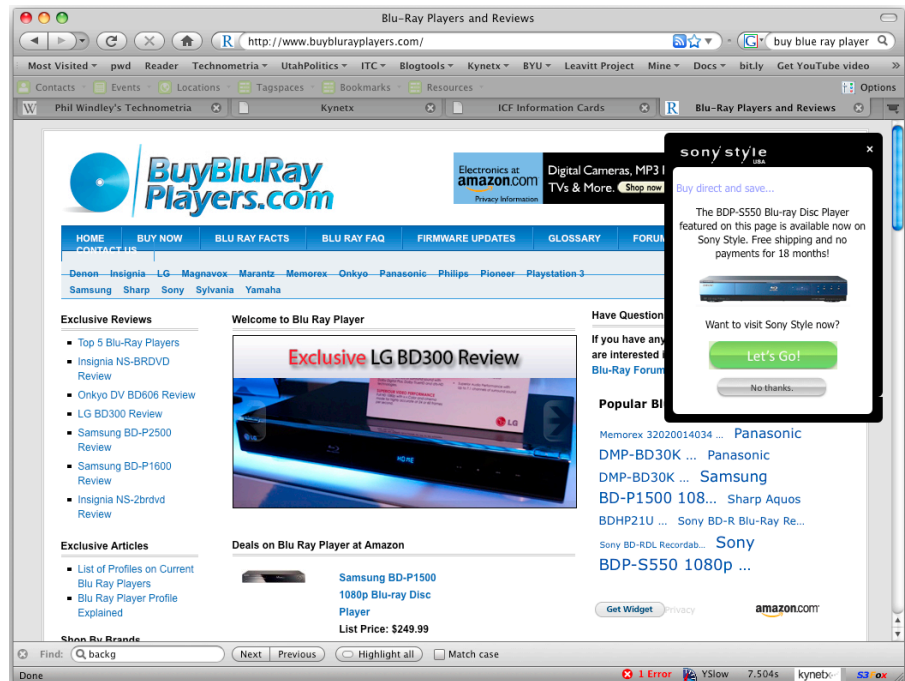 Blu-Ray Players and Reviews
http://www.buyblurayplayers.com/
buy blue ray player
Most Visited pwd Reader Technometria UtahPolitics ITC Blogtools Kynetx BYU Leavitt Project Mine Docs bit.ly Get YouTube video »
Contacts Events Locations Tagspaces Bookmarks Resources Options
Phil Windley's Technometria Kynetx ICF Information Cards Blu-Ray Players and Reviews
BuyBluRay
Players.com
Electronics at
amazon.com
Privacy Information
Digital Cameras, MP3
TVs & More. Shop now
sony style
USA
×
Buy direct and save...
The BDP-S550 Blu-ray Disc Player
featured on this page is available now on
Sony Style. Free shipping and no
payments for 18 months!
Want to visit Sony Style now?
Let's Go!
No thanks.
HOME BUY NOW BLU RAY FACTS BLU RAY FAQ FIRMWARE UPDATES GLOSSARY FORUM
CONTACT US
Denon Insignia LG Magnavox Marantz Memorex Onkyo Panasonic Philips Pioneer Playstation 3
Samsung Sharp Sony Sylvania Yamaha
Exclusive Reviews
Top 5 Blu-Ray Players
Insignia NS-BRDVD
Review
Onkyo DV BD606 Review
LG BD300 Review
Samsung BD-P2500
Review
Samsung BD-P1600
Review
Insignia NS-2brdvd
Review
Exclusive Articles
List of Profiles on Current
Blu Ray Players
Blu Ray Player Profile
Explained
Shop By Brands
Welcome to Blu Ray Player
Exclusive LG BD300 Review
LG
HOME
Deals on Blu Ray Player at Amazon
Samsung BD-P1500
1080p Blu-ray Disc
Player
List Price: $249.99
Have Question
If you have any
are interested i
Blu-Ray Forum
Popular Bl
Memorex 32020014034 ... Panasonic
DMP-BD30K ... Panasonic
DMP-BD30K ... Samsung
BD-P1500 108... Sharp Aquos
BDHP21U ... Sony BD-R Blu-Ray Re...
Sony BD-RDL Recordab... Sony
BDP-S550 1080p ...
Get Widget Privacy amazon.com
Find: backg Next Previous Highlight all Match case
Done 1 Error YSlow 7.504s kynetx S3Fox